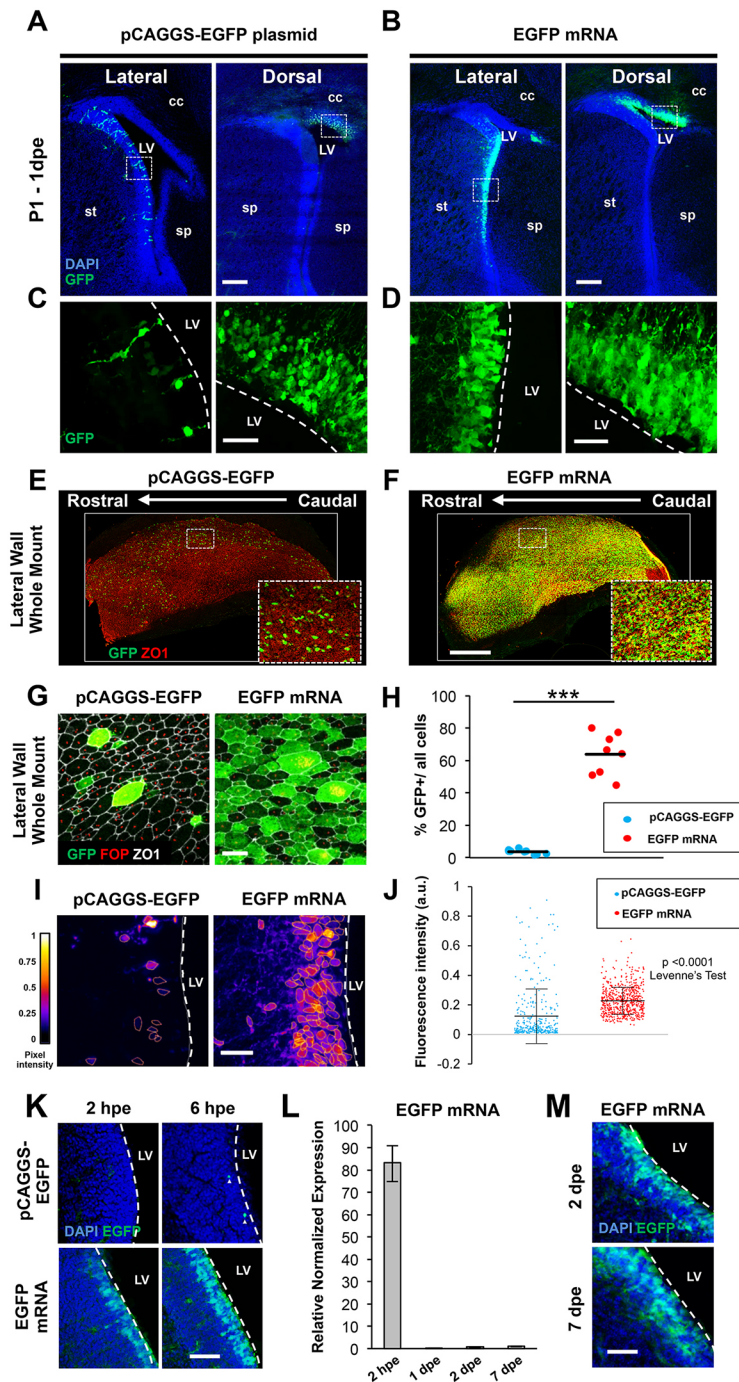 A
pCAGGS-EGFP plasmid
B
EGFP mRNA
P1 - 1dpe
Lateral
cc
LV
st
sp
DAPI
GFP
Dorsal
cc
LV
sp
sp
Lateral
cc
LV
st
sp
Dorsal
cc
LV
st
sp
C
LV
GFP
LV
D
LV
LV
E
pCAGGS-EGFP
Rostral
Caudal
F
EGFP mRNA
Rostral
Caudal
Lateral Wall
Whole Mount
GFP ZO1
G
pCAGGS-EGFP
EGFP mRNA
Lateral Wall
Whole Mount
GFP FOP ZO1
H
***
% GFP+/ all cells
100
80
60
40
20
0
pCAGGS-EGFP
EGFP mRNA
I
pCAGGS-EGFP
EGFP mRNA
1
0.75
0.5
0.25
0
Pixel
intensity
LV
LV
J
Fluorescence intensity (a.u.)
1
0.8
0.6
0.4
0.2
0
-0.2
pCAGGS-EGFP
EGFP mRNA
p <0.0001
Levenne's Test
K
2 hpe
6 hpe
pCAGGS-
EGFP
LV
DAPI EGFP
LV
EGFP
mRNA
LV
LV
L
EGFP mRNA
Relative Normalized Expression
100
90
80
70
60
50
40
30
20
10
0
2 hpe
1 dpe
2 dpe
7 dpe
M
EGFP mRNA
2 dpe
LV
DAPI EGFP
7 dpe
LV